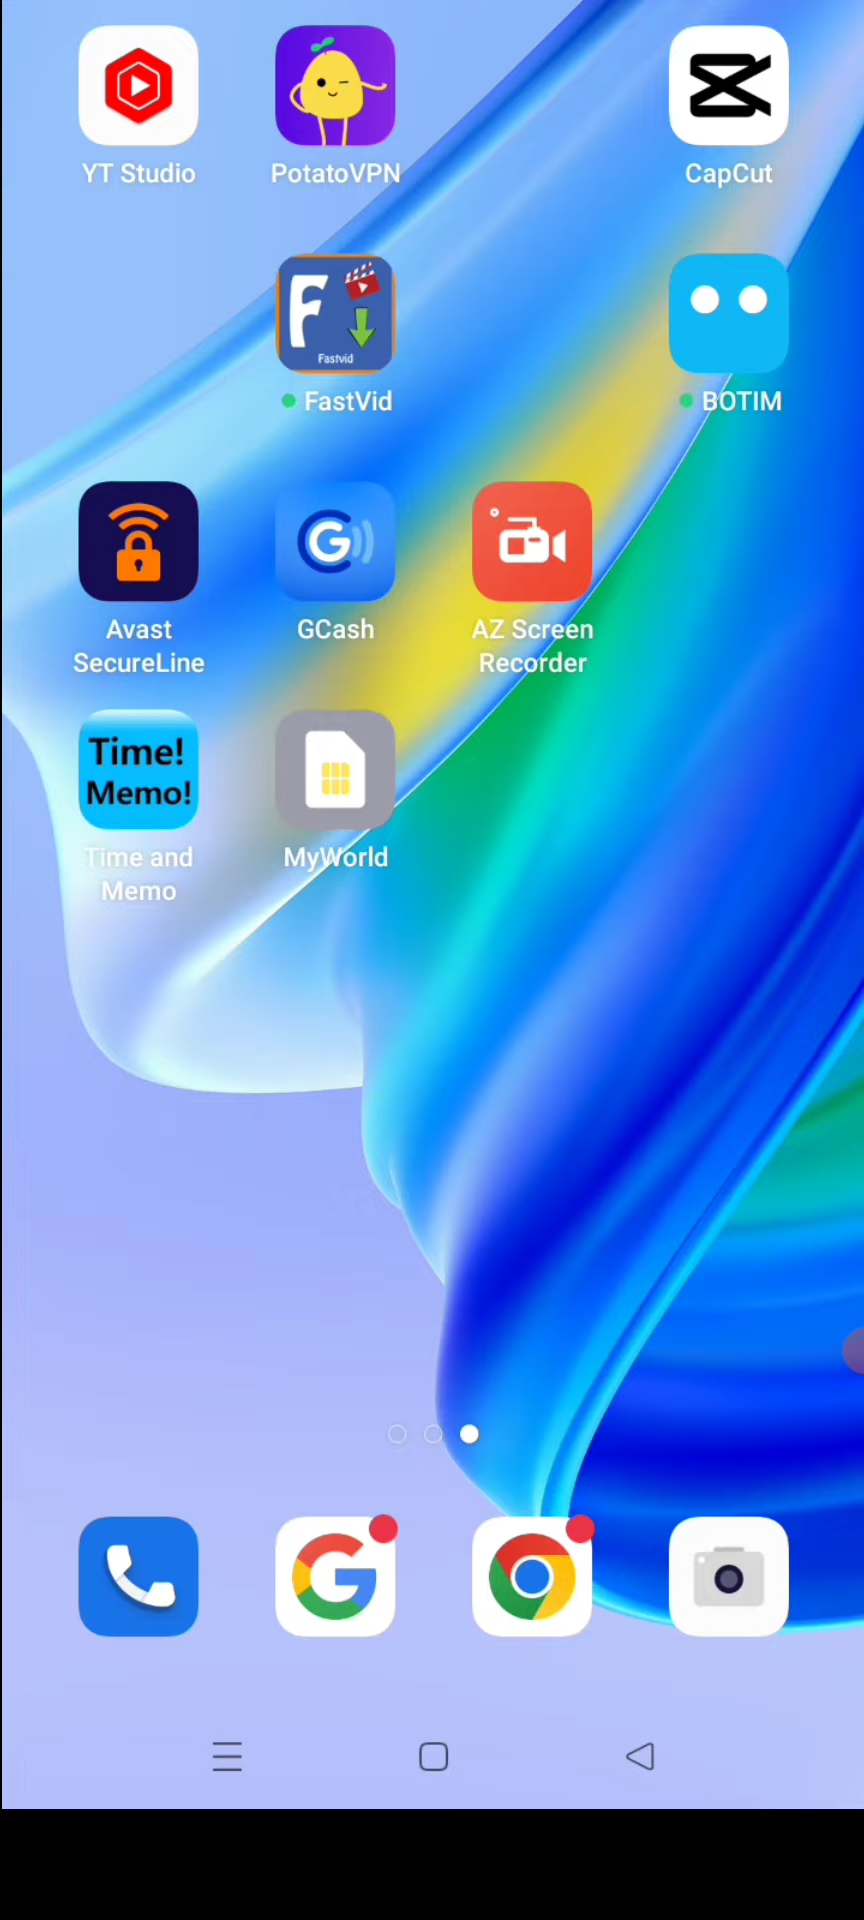 YT Studio
PotatoVPN
CapCut
F
Fastvid
FastVid
BOTIM
G
Avast
SecureLine
GCash
AZ Screen
Recorder
Time!
Memo!
Time and
Memo
MyWorld
G